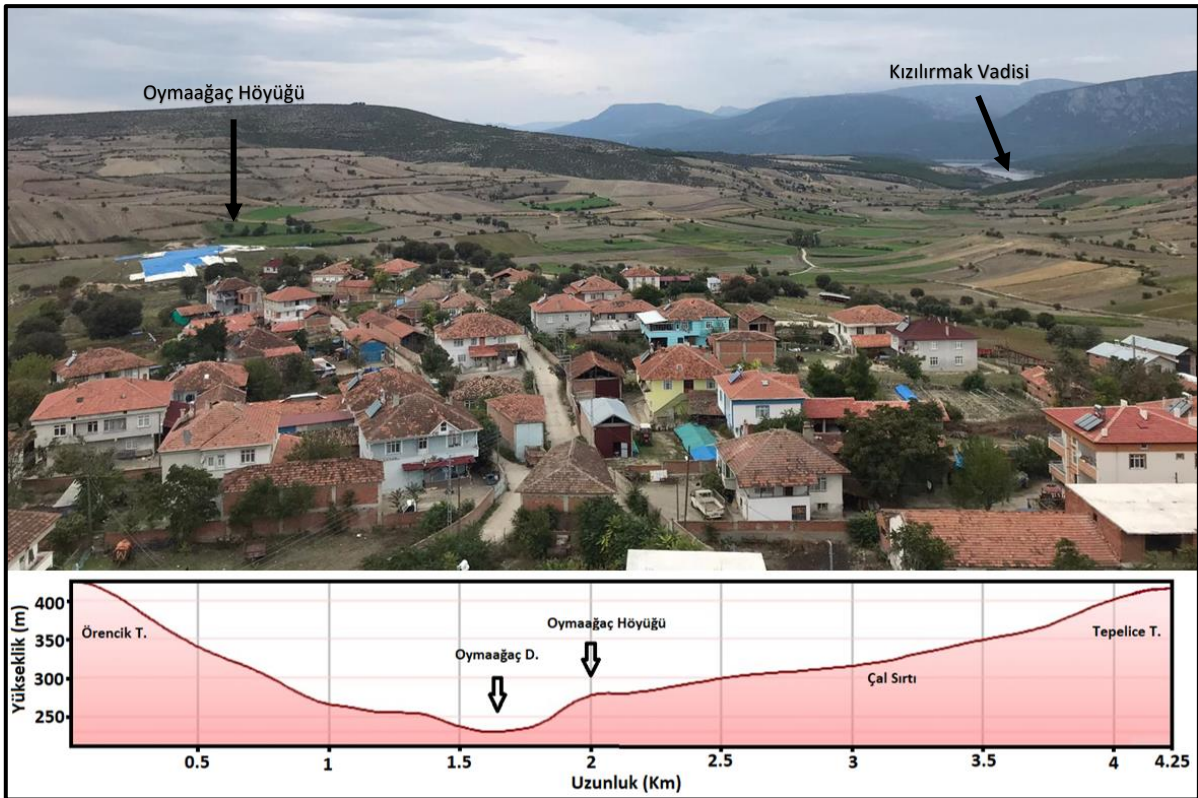 Oymaağaç Höyüğü
Kızılırmak Vadisi
Yükseklik (m)
400
350
300
250
Örencik T.
Oymaağaç D.
Oymaağaç Höyüğü
Çal Sırtı
Tepelice T.
0.5
1
1.5
2
2.5
3
3.5
4
4.25
Uzunluk (Km)